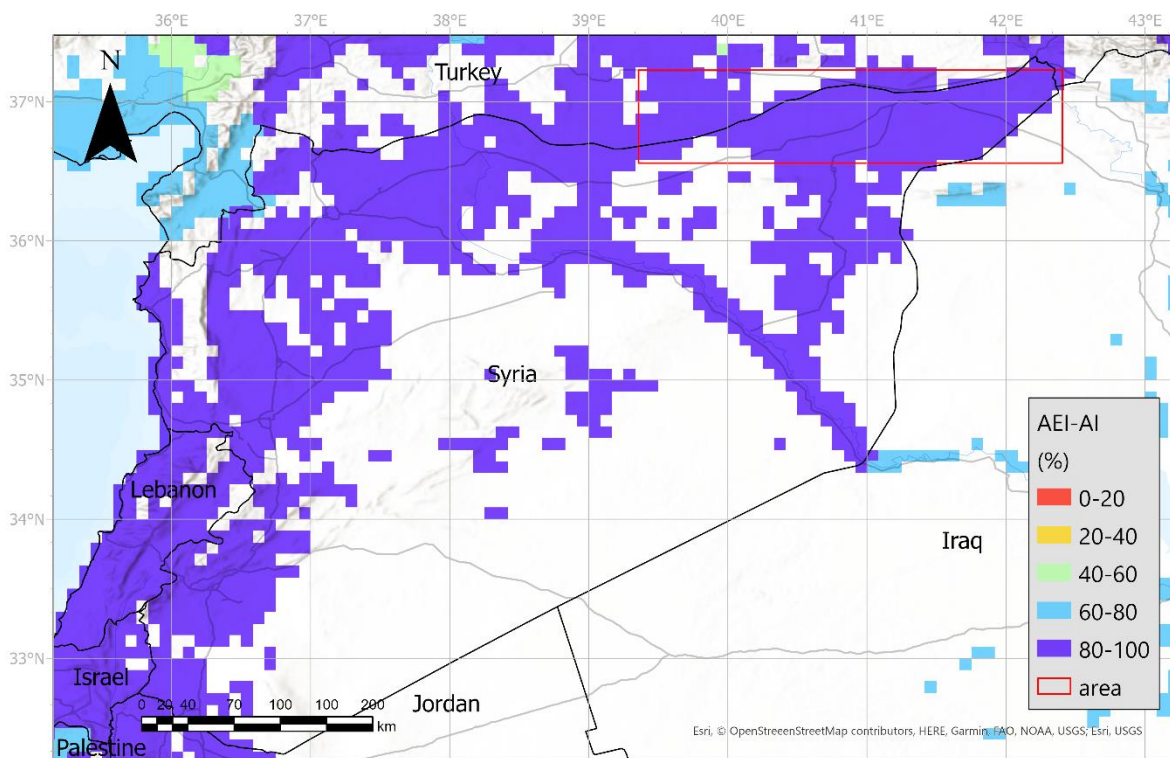 36°E 37°E 38°E 39°E 40°E 41°E 42°E 43°E
N
Turkey
37°N
36°N
Syria
35°N
AEI-AI
(%)
0-20
20-40
40-60
60-80
80-100
area
Lebanon
34°N
Iraq
33°N
Israel
Jordan
0 20 40 70 100 100 200
km
Palestine
Esri, © OpenStreeenStreetMap contributors, HERE, Garmin, FAO, NOAA, USGS; Esri, USGS